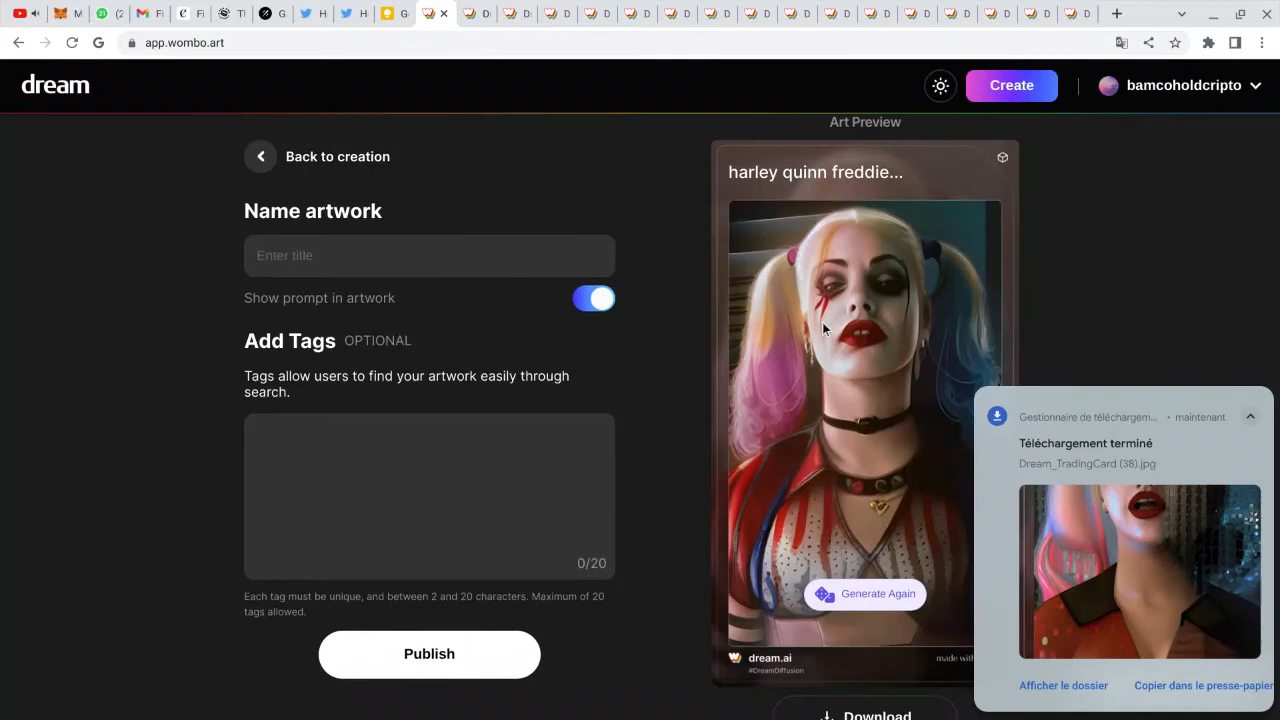 app.wombo.art
dream
Create
bamcoholdcripto
Art Preview
Back to creation
harley quinn freddie...
Name artwork
Enter title
Show prompt in artwork
Add Tags OPTIONAL
Tags allow users to find your artwork easily through
search.
0/20
Each tag must be unique, and between 2 and 20 characters. Maximum of 20
tags allowed.
Publish
Generate Again
dream.ai
#DreamDiffusion
made with
Download
Gestionnaire de téléchargem... • maintenant
Téléchargement terminé
Dream_TradingCard (38).jpg
Afficher le dossier
Copier dans le presse-papier